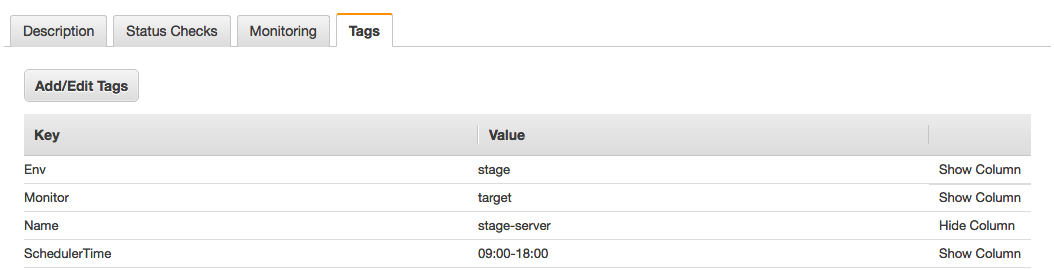 Description Status Checks Monitoring Tags
Add/Edit Tags
Key Value
Env stage Show Column
Monitor target Show Column
Name stage-server Hide Column
SchedulerTime 09:00-18:00 Show Column